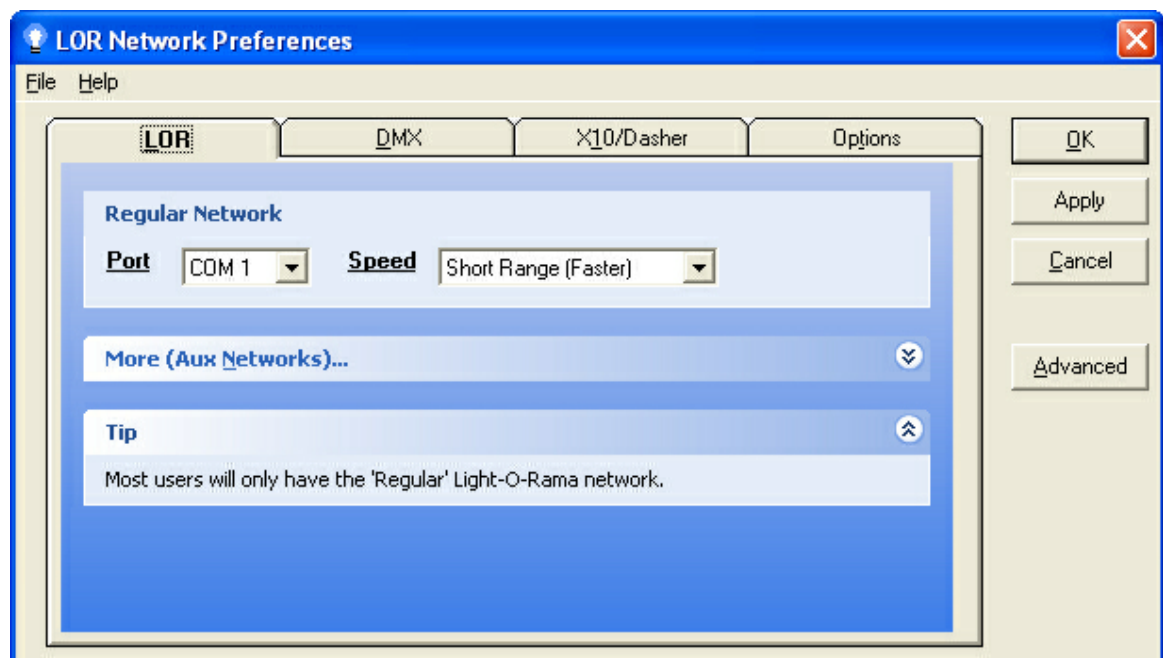 LOR Network Preferences
File Help
LOR DMX X10/Dasher Options
OK
Regular Network
Apply
Port COM 1 Speed Short Range (Faster)
Cancel
More (Aux Networks)...
Advanced
Tip
Most users will only have the 'Regular' Light-O-Rama network.